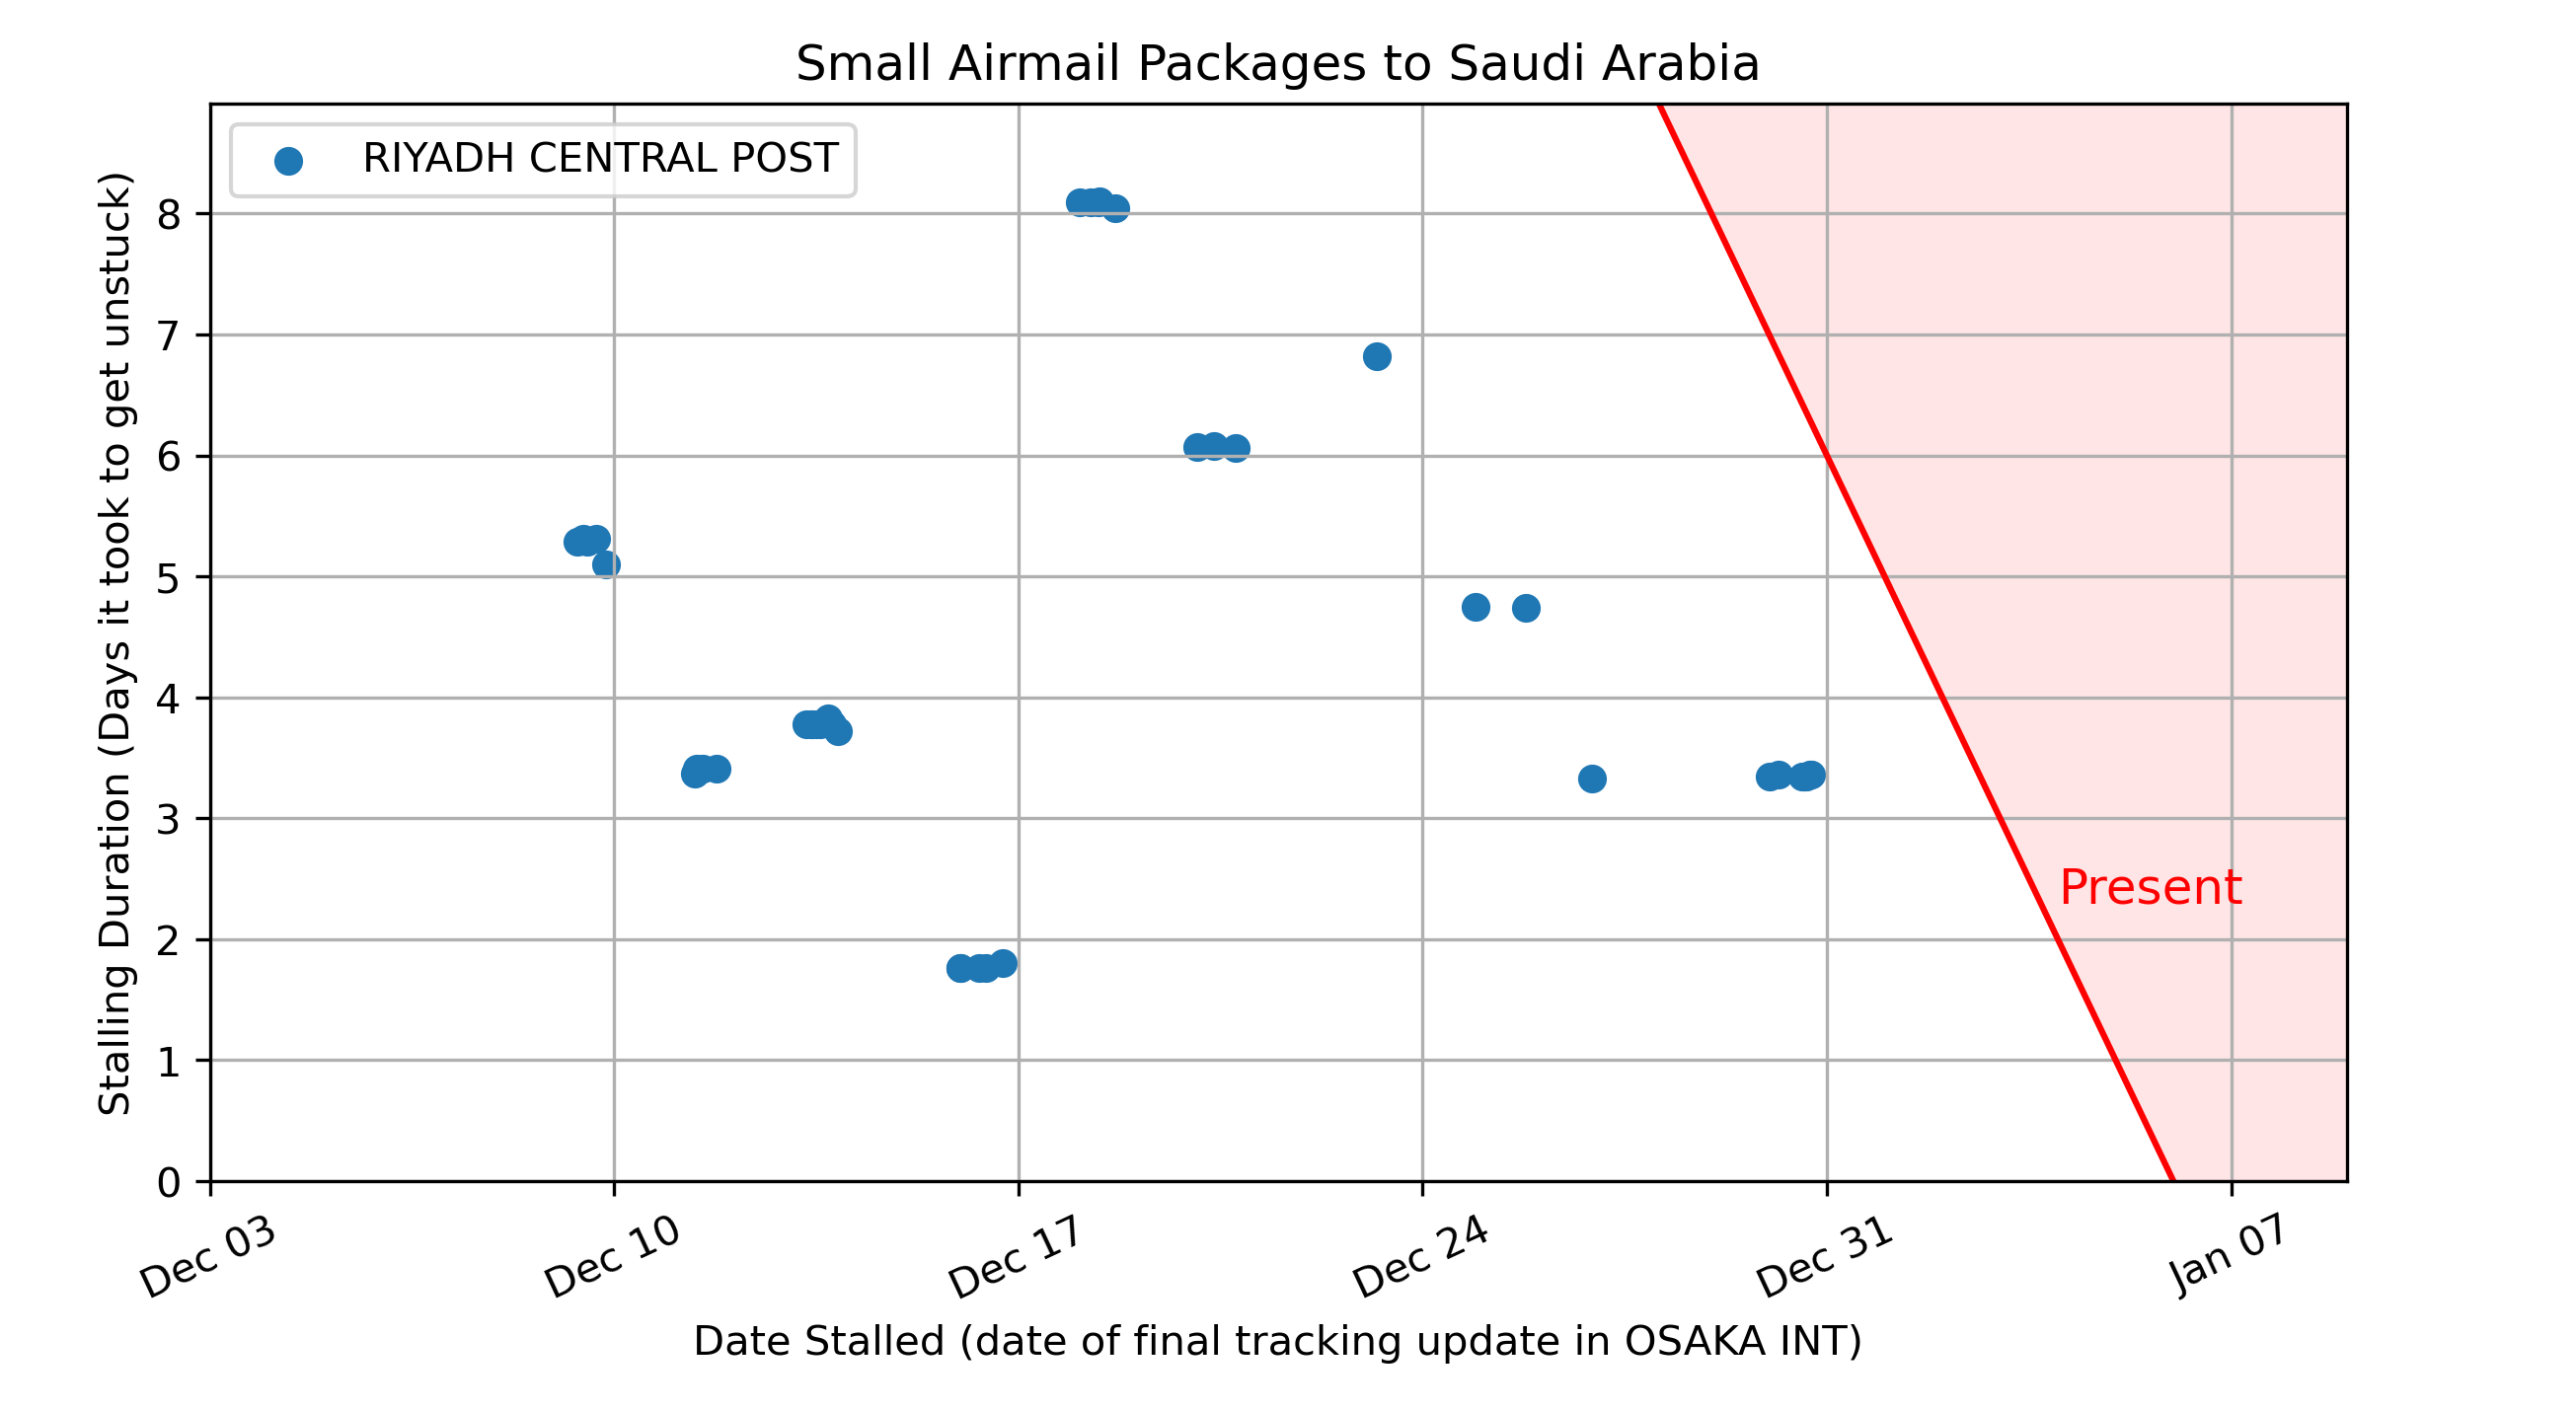 Small Airmail Packages to Saudi Arabia
RIYADH CENTRAL POST
Stalling Duration (Days it took to get unstuck)
8
7
6
5
4
3
2
1
0
Present
Dec 03
Dec 10
Dec 17
Dec 24
Dec 31
Jan 07
Date Stalled (date of final tracking update in OSAKA INT)